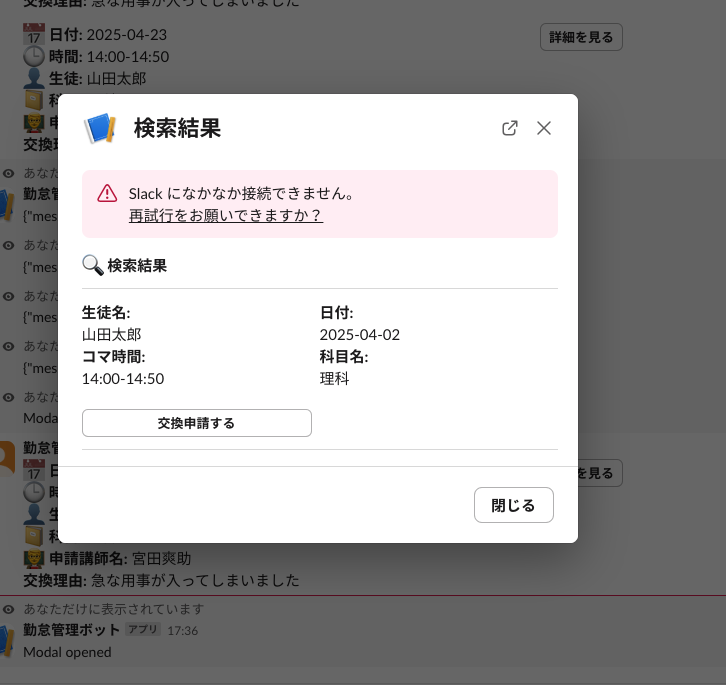 交換理由: 急な用事が入ってしまいました
17 日付: 2025-04-23
詳細を見る
時間: 14:00-14:50
生徒: 山田太郎
交換理
検索結果
あなた
勤怠管
{"mes
Slack になかなか接続できません。
再試行をお願いできますか？
あなた
{"mes
検索結果
あなた
{"mes
生徒名:
山田太郎
日付:
2025-04-02
あなた
{"mes
コマ時間:
14:00-14:50
科目名:
理科
あなた
Moda
交換申請する
勤怠管
17
を見る
閉じる
申請講師名: 宮田爽助
交換理由: 急な用事が入ってしまいました
あなただけに表示されています
勤怠管理ボット アプリ 17:36
Modal opened